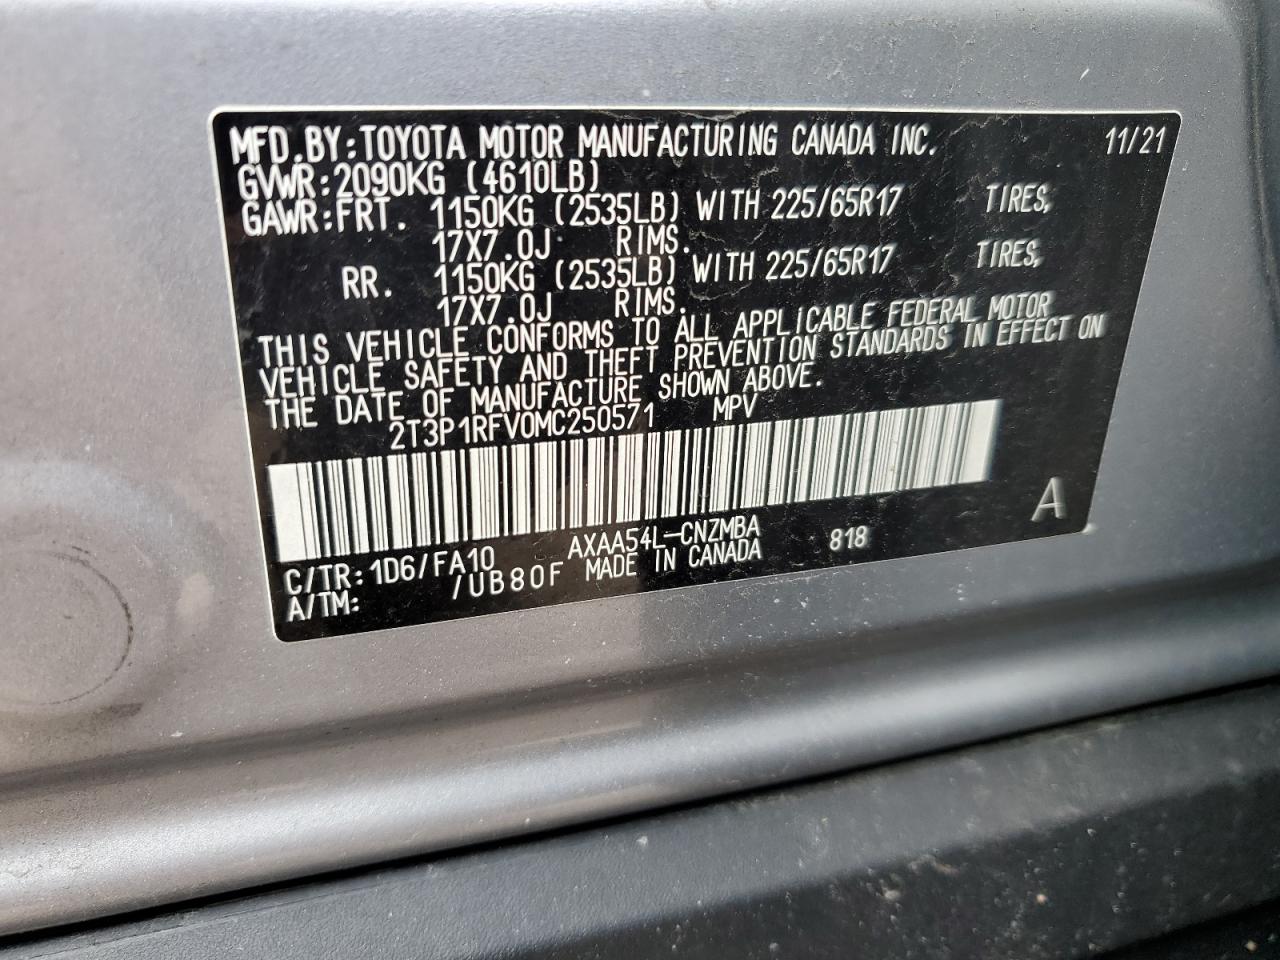 MFD.BY:TOYOTA MOTOR MANUFACTURING CANADA INC. 11/21
GVWR:2090KG (4610LB)
GAWR:FRT. 1150KG (2535LB) WITH 225/65R17 TIRES,
17X7.0J RIMS.
RR. 1150KG (2535LB) WITH 225/65R17 TIRES,
17X7.0J RIMS.
THIS VEHICLE CONFORMS TO ALL APPLICABLE FEDERAL MOTOR
VEHICLE SAFETY AND THEFT PREVENTION STANDARDS IN EFFECT ON
THE DATE OF MANUFACTURE SHOWN ABOVE.
2T3P1RFV0MC250571 MPV
AXAA54L-CNZMBA 818 A
C/TR:1D6/FA10 MADE IN CANADA
A/TM: /UB80F